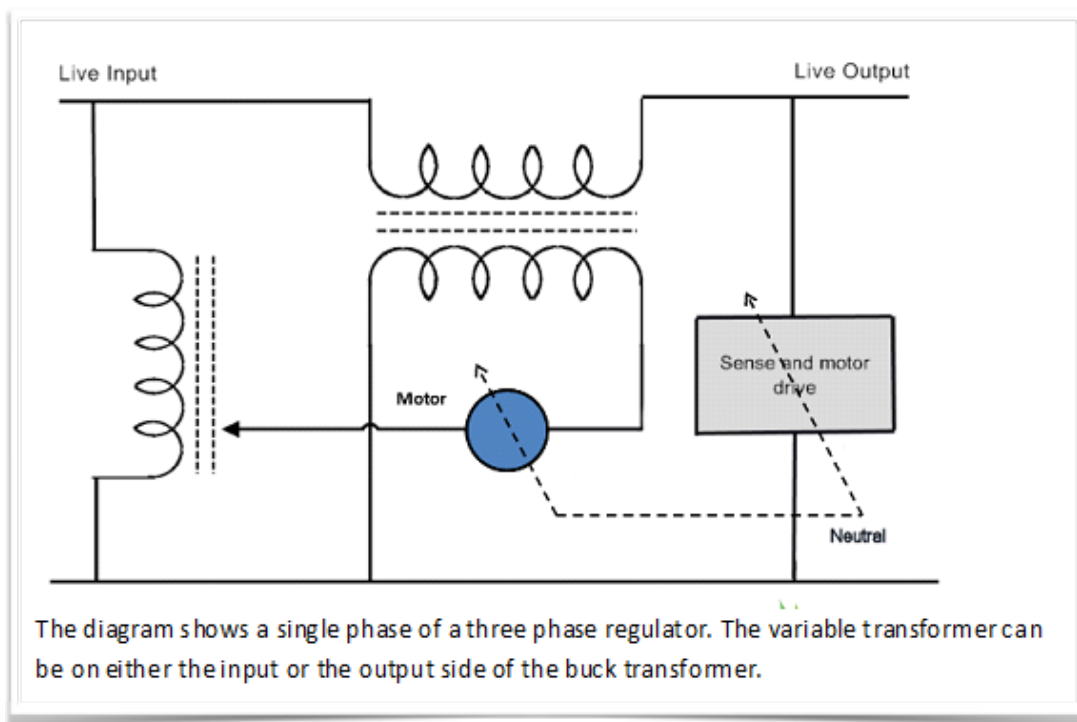 Live Input
Live Output
Sense and motor
drive
Motor
Neutral
The diagram shows a single phase of a three phase regulator. The variable transformer can
be on either the input or the output side of the buck transformer.